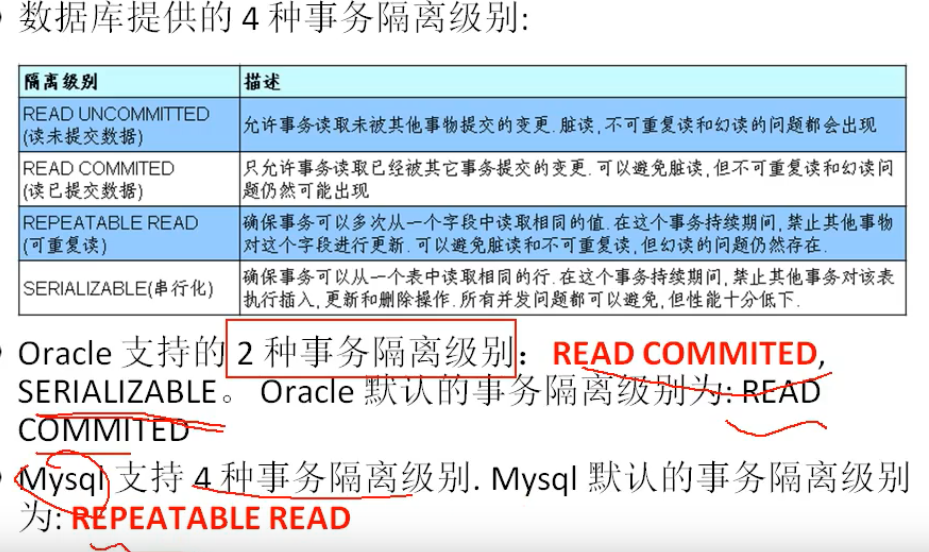 数据库提供的 4 种事务隔离级别:
隔离级别 描述
READ UNCOMMITTED
(读未提交数据)
允许事务读取未被其他事物提交的变更.脏读,不可重复读和幻读的问题都会出现
READ COMMITED
(读已提交数据)
只允许事务读取已经被其它事务提交的变更.可以避免脏读,但不可重复读和幻读问
题仍然可能出现
REPEATABLE READ
(可重复读)
确保事务可以多次从一个字段中读取相同的值.在这个事务持续期间,禁止其他事物
对这个字段进行更新.可以避免脏读和不可重复读,但幻读的问题仍然存在.
SERIALIZABLE(串行化)
确保事务可以从一个表中读取相同的行.在这个事务持续期间,禁止其他事务对该表
执行插入,更新和删除操作.所有并发问题都可以避免,但性能十分低下.
Oracle 支持的 2 种事务隔离级别：READ COMMITED,
SERIALIZABLE。 Oracle 默认的事务隔离级别为: READ
COMMITED
Mysql 支持 4 种事务隔离级别. Mysql 默认的事务隔离级别
为: REPEATABLE READ